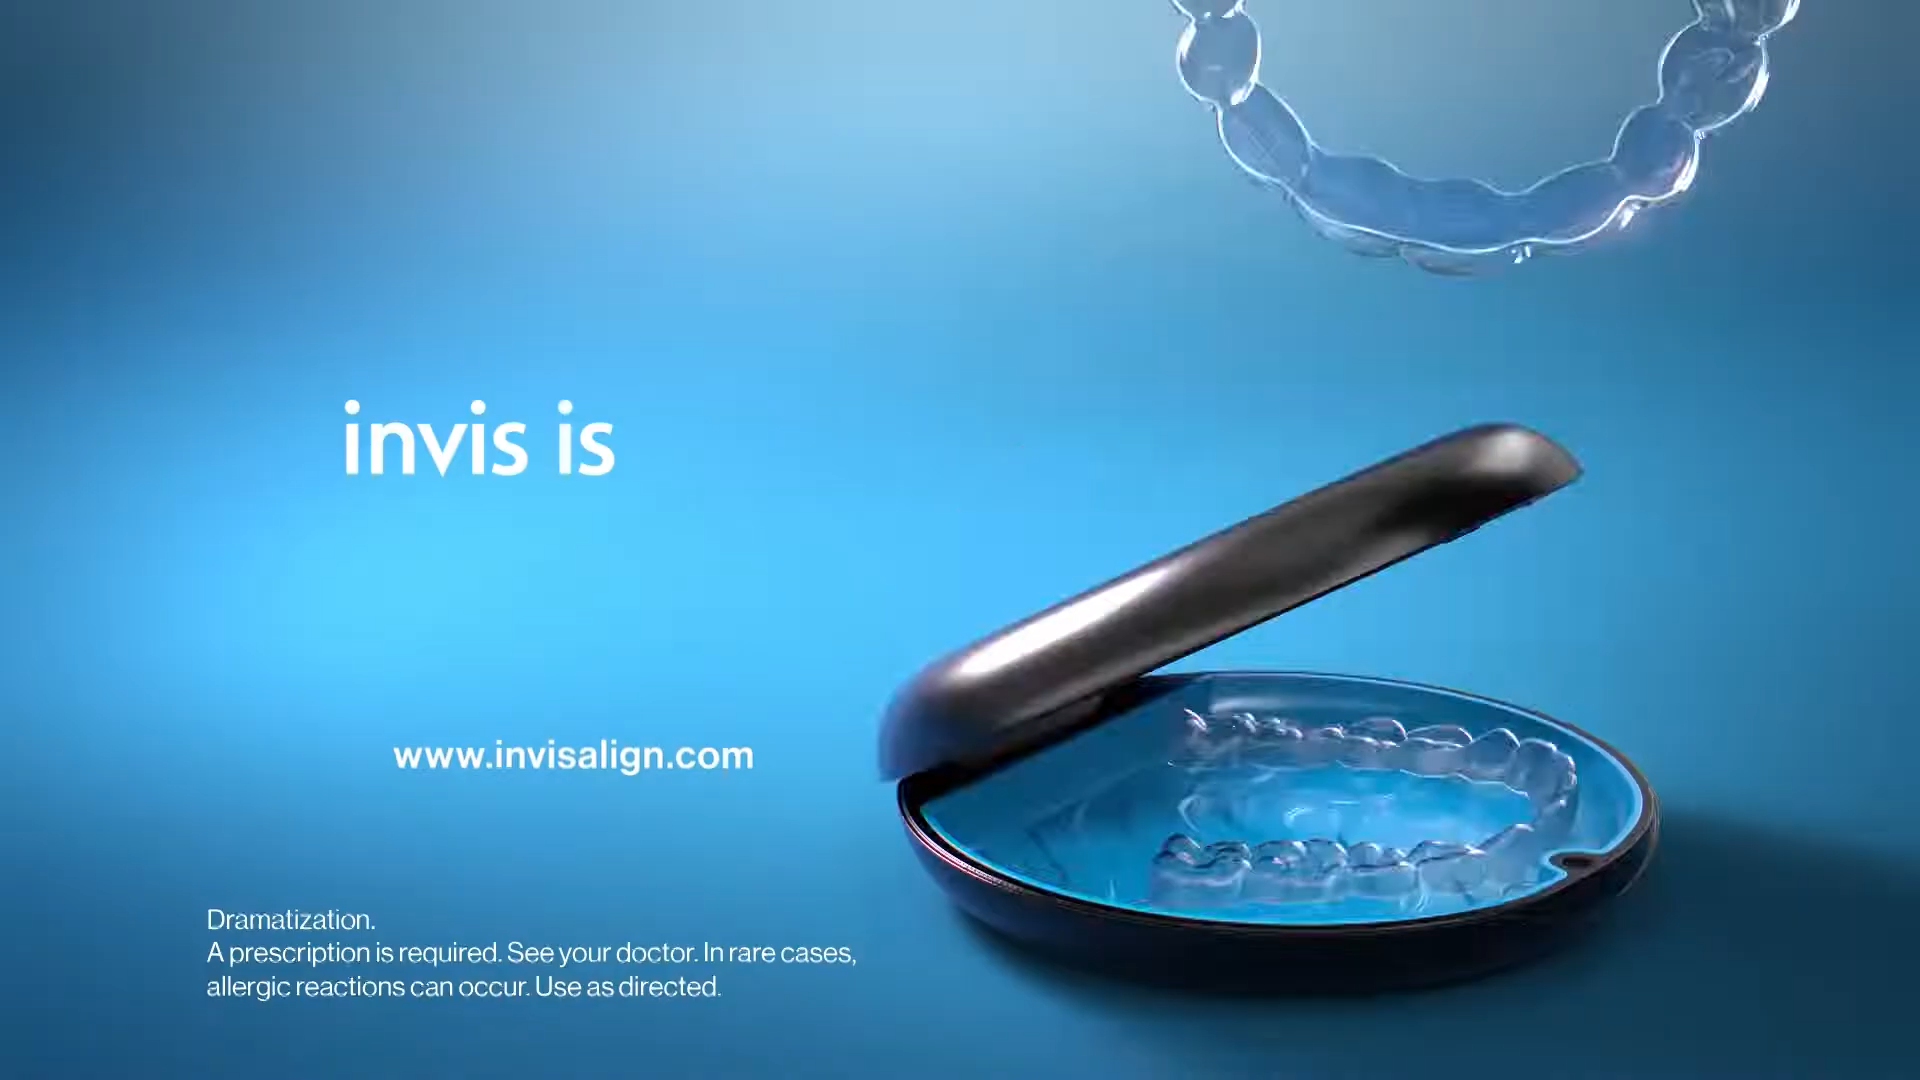 invis is
www.invisalign.com
Dramatization.
A prescription is required. See your doctor. In rare cases,
allergic reactions can occur. Use as directed.